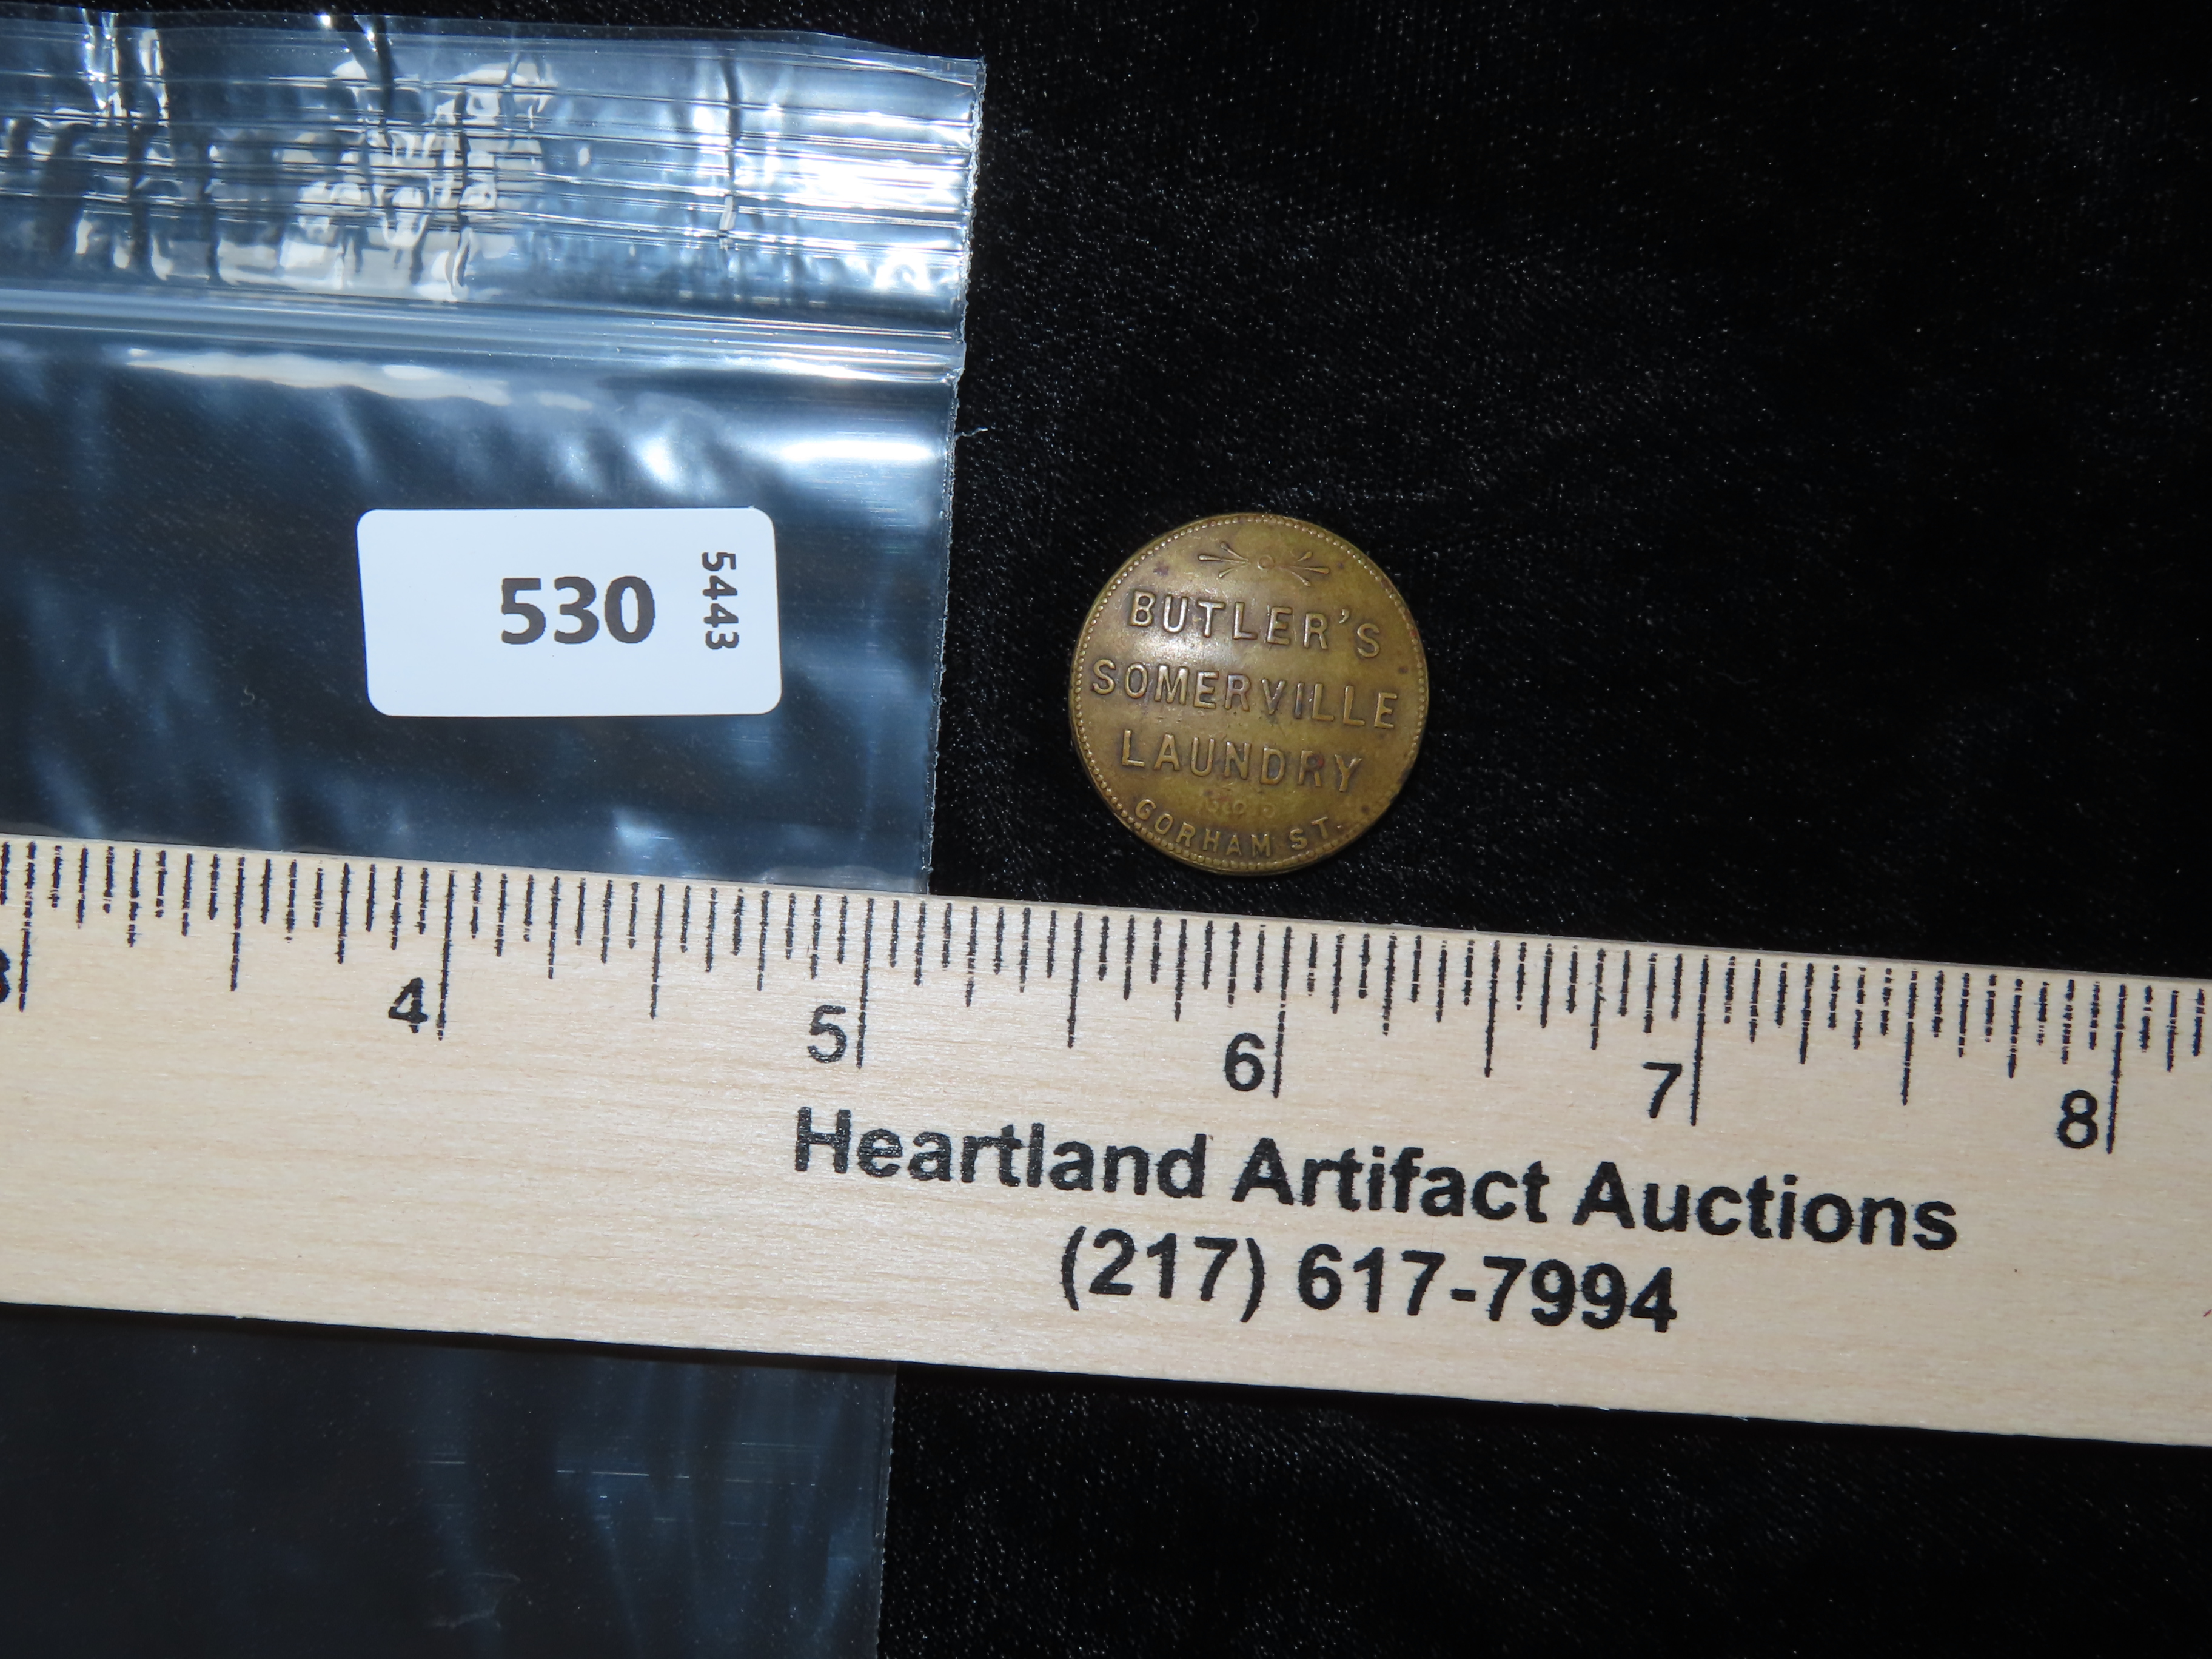 530
5443
BUTLER'S
SOMERVILLE
LAUNDRY
GORHAM ST.
4 5 6 7 8
Heartland Artifact Auctions
(217) 617-7994